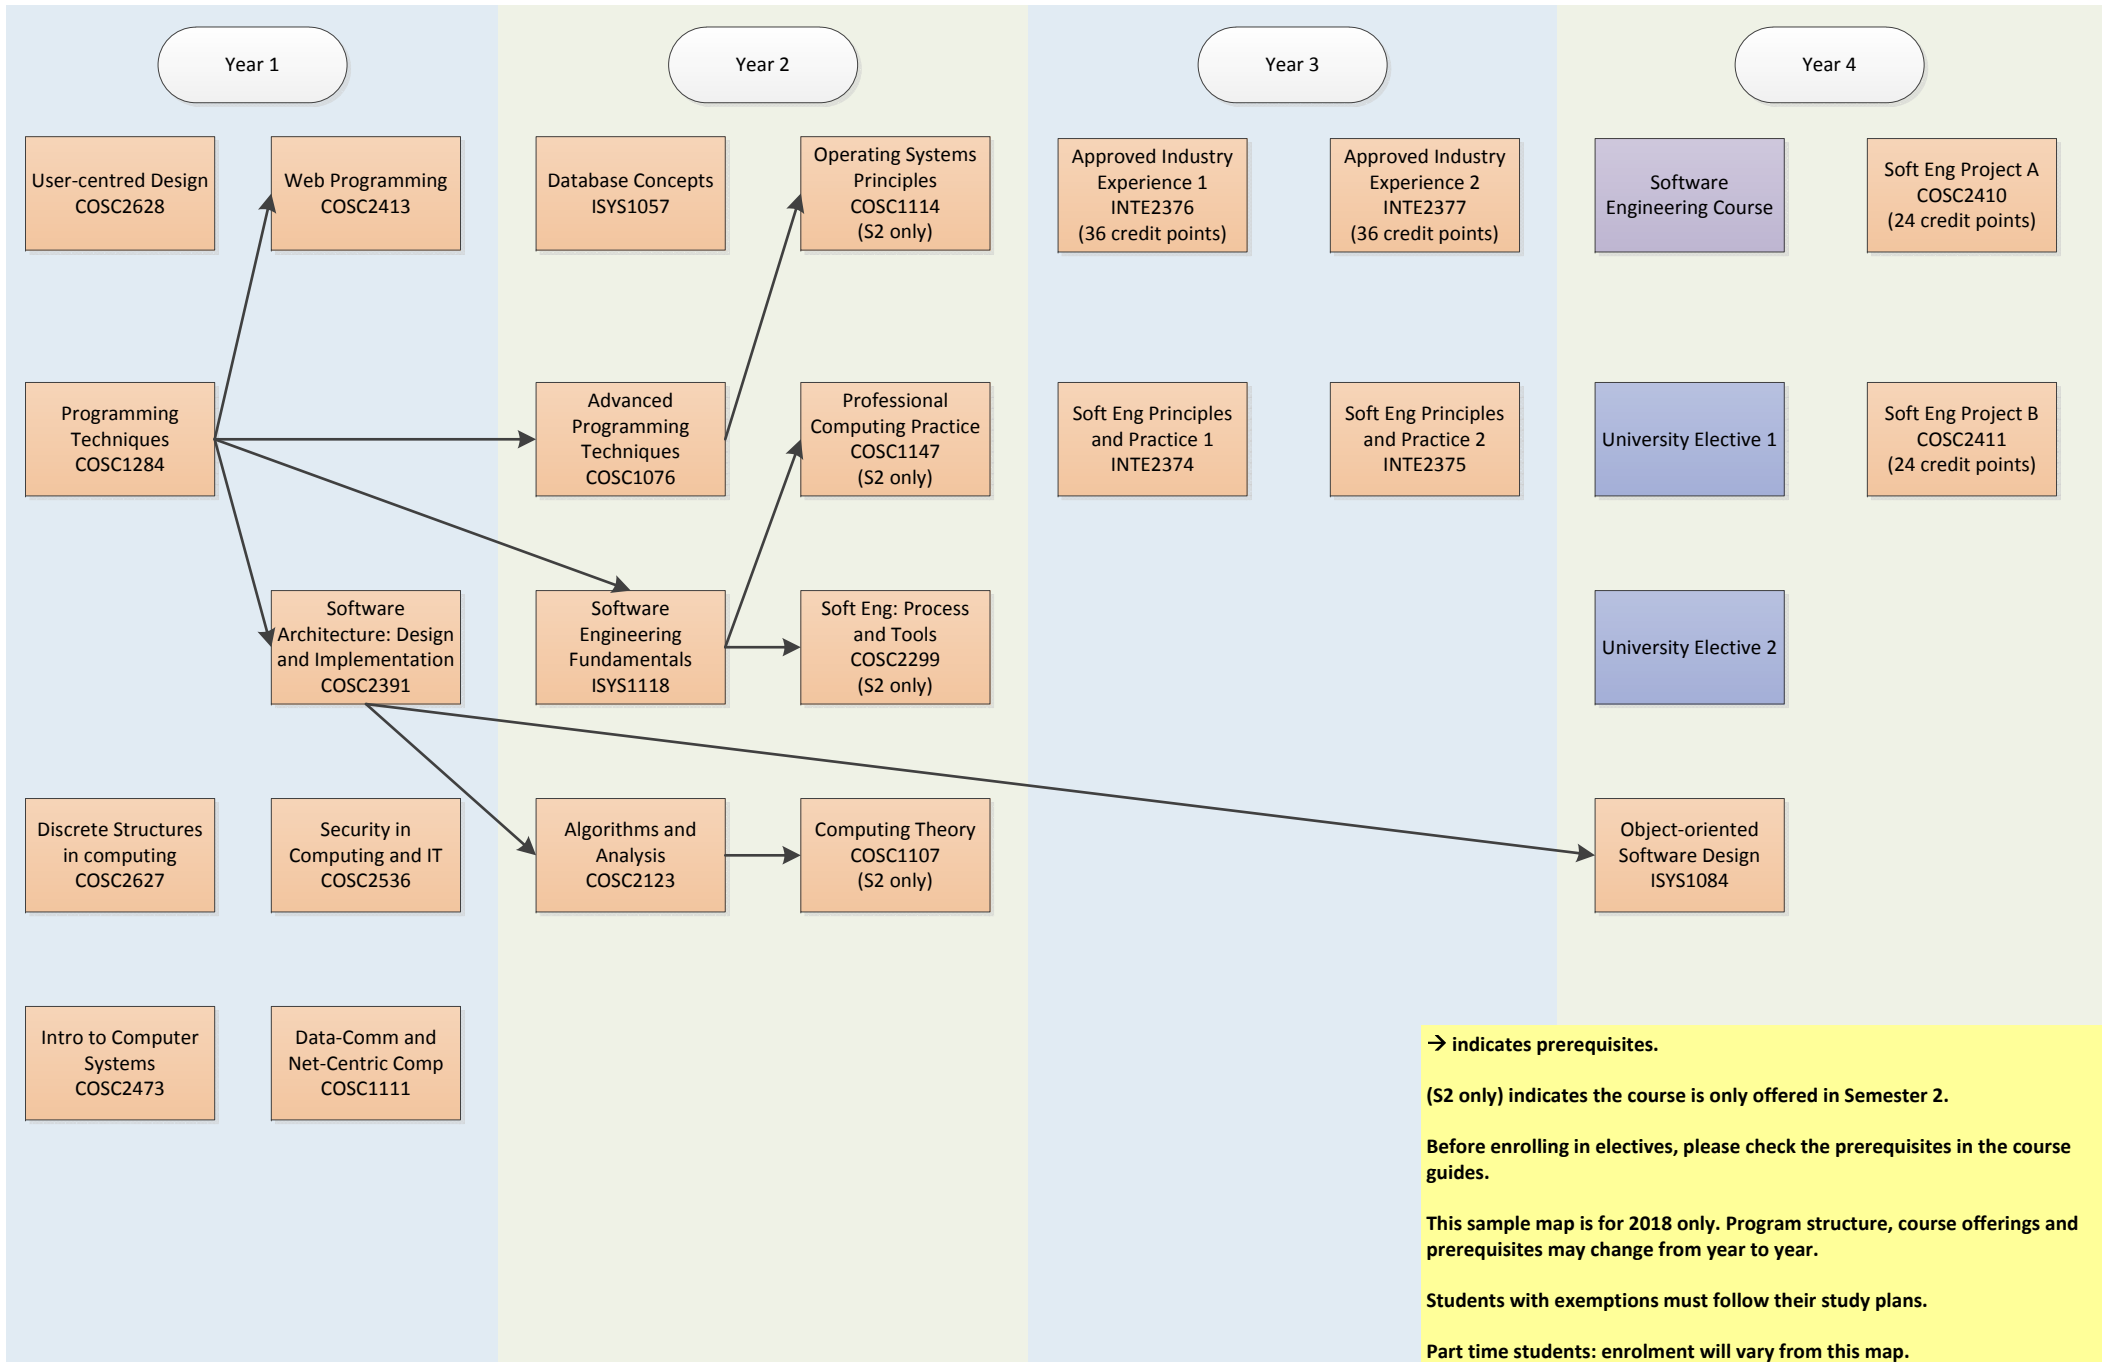 Year 1
Year 2
Year 3
Year 4
User-centred Design
COSC2628
Web Programming
COSC2413
Database Concepts
ISYS1057
Operating Systems
Principles
COSC1114
(S2 only)
Approved Industry
Experience 1
INTE2376
(36 credit points)
Approved Industry
Experience 2
INTE2377
(36 credit points)
Software
Engineering Course
Soft Eng Project A
COSC2410
(24 credit points)
Programming
Techniques
COSC1284
Advanced
Programming
Techniques
COSC1076
Professional
Computing Practice
COSC1147
(S2 only)
Soft Eng Principles
and Practice 1
INTE2374
Soft Eng Principles
and Practice 2
INTE2375
University Elective 1
Soft Eng Project B
COSC2411
(24 credit points)
Software
Architecture: Design
and Implementation
COSC2391
Software
Engineering
Fundamentals
ISYS1118
Soft Eng: Process
and Tools
COSC2299
(S2 only)
University Elective 2
Discrete Structures
in computing
COSC2627
Security in
Computing and IT
COSC2536
Algorithms and
Analysis
COSC2123
Computing Theory
COSC1107
(S2 only)
Object-oriented
Software Design
ISYS1084
Intro to Computer
Systems
COSC2473
Data-Comm and
Net-Centric Comp
COSC1111
→ indicates prerequisites.
(S2 only) indicates the course is only offered in Semester 2.
Before enrolling in electives, please check the prerequisites in the course
guides.
This sample map is for 2018 only. Program structure, course offerings and
prerequisites may change from year to year.
Students with exemptions must follow their study plans.
Part time students: enrolment will vary from this map.